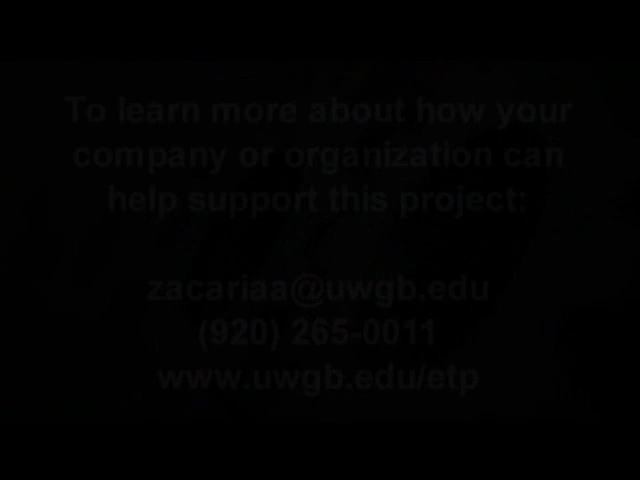 To learn more about how your
company or organization can
help support this project:
zacariaa@uwgb.edu
(920) 265-0011
www.uwgb.edu/etp